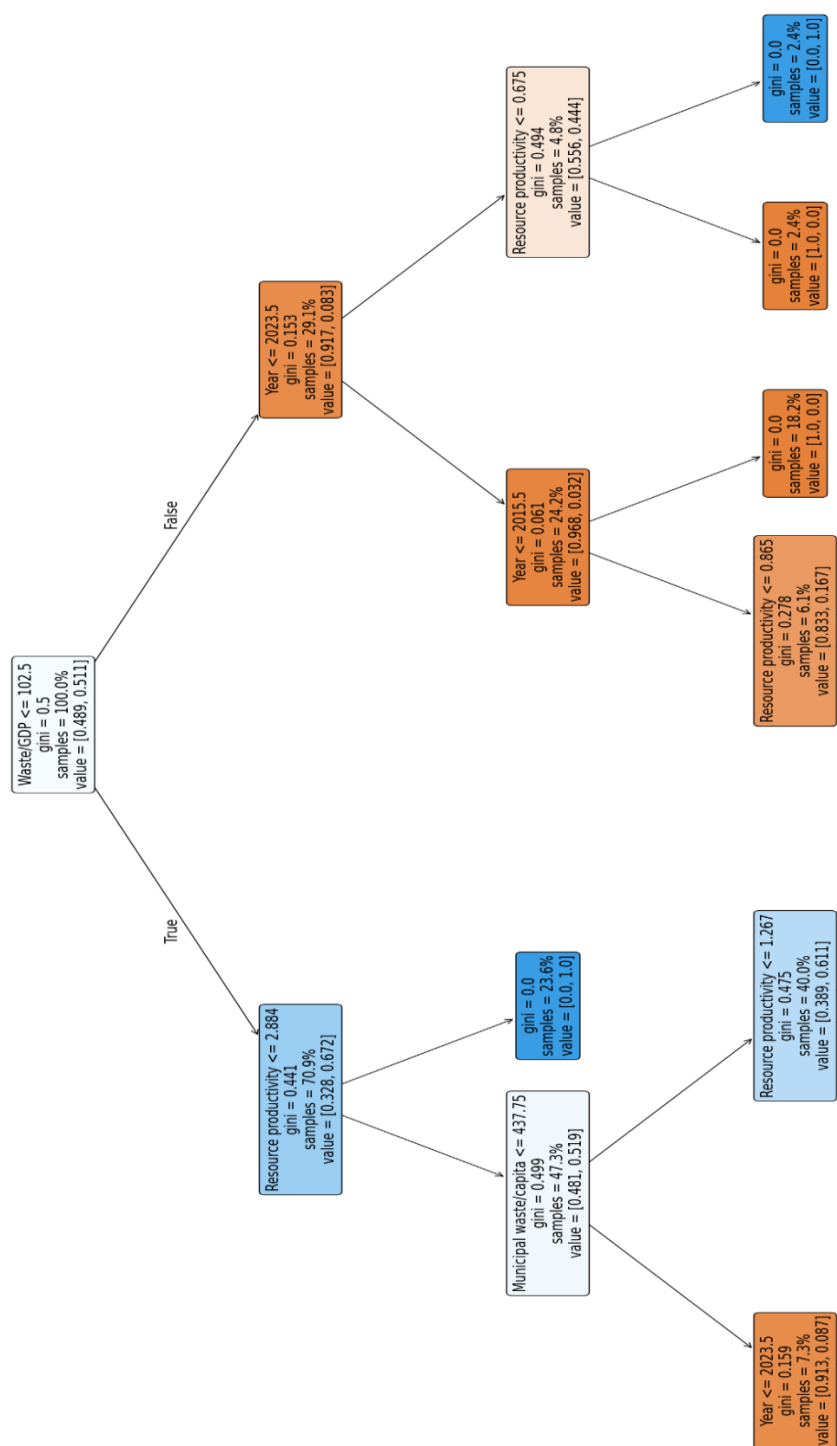 Waste/GDP <= 102.5
gini = 0.5
samples = 100.0%
value = [0.489, 0.511]
True
False
Resource productivity <= 2.884
gini = 0.441
samples = 70.9%
value = [0.328, 0.672]
Year <= 2023.5
gini = 0.153
samples = 29.1%
value = [0.917, 0.083]
Municipal waste/capita <= 437.75
gini = 0.499
samples = 47.3%
value = [0.481, 0.519]
gini = 0.0
samples = 23.6%
value = [0.0, 1.0]
Year <= 2015.5
gini = 0.061
samples = 24.2%
value = [0.968, 0.032]
Resource productivity <= 0.675
gini = 0.494
samples = 4.8%
value = [0.556, 0.444]
Year <= 2023.5
gini = 0.159
samples = 7.3%
value = [0.913, 0.087]
Resource productivity <= 1.267
gini = 0.475
samples = 40.0%
value = [0.389, 0.611]
Resource productivity <= 0.865
gini = 0.278
samples = 6.1%
value = [0.833, 0.167]
gini = 0.0
samples = 18.2%
value = [1.0, 0.0]
gini = 0.0
samples = 2.4%
value = [1.0, 0.0]
gini = 0.0
samples = 2.4%
value = [0.0, 1.0]